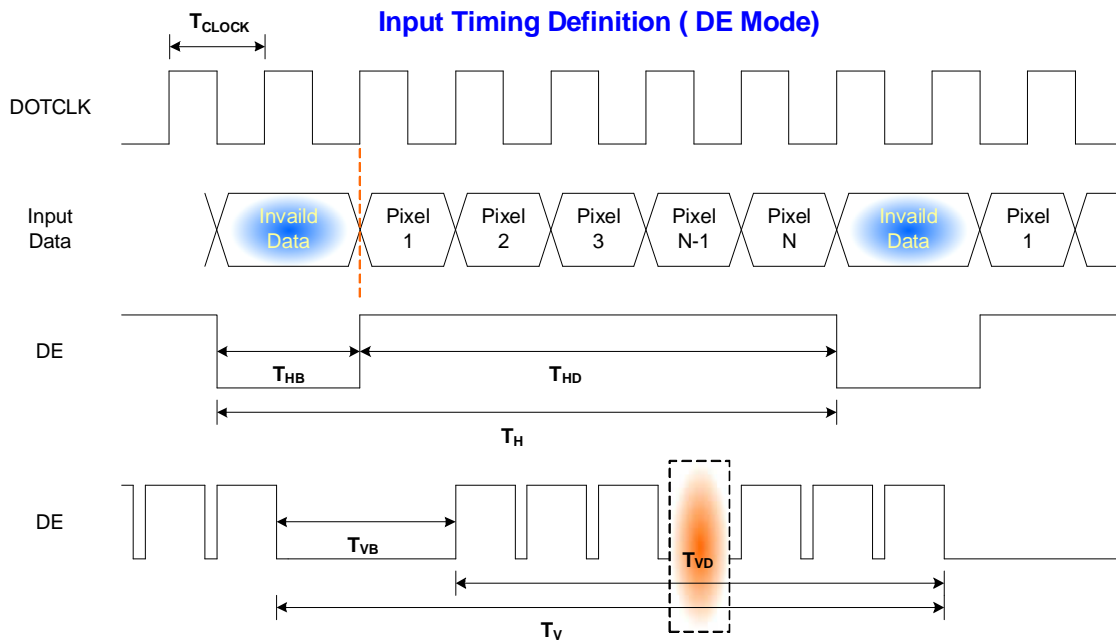 Input Timing Definition ( DE Mode)
TCLOCK
DOTCLK
Input
Data
Invaild
Data
Pixel
1
Pixel
2
Pixel
3
Pixel
N-1
Pixel
N
Invaild
Data
Pixel
1
DE
THB
THD
TH
DE
TVB
TVD
TV